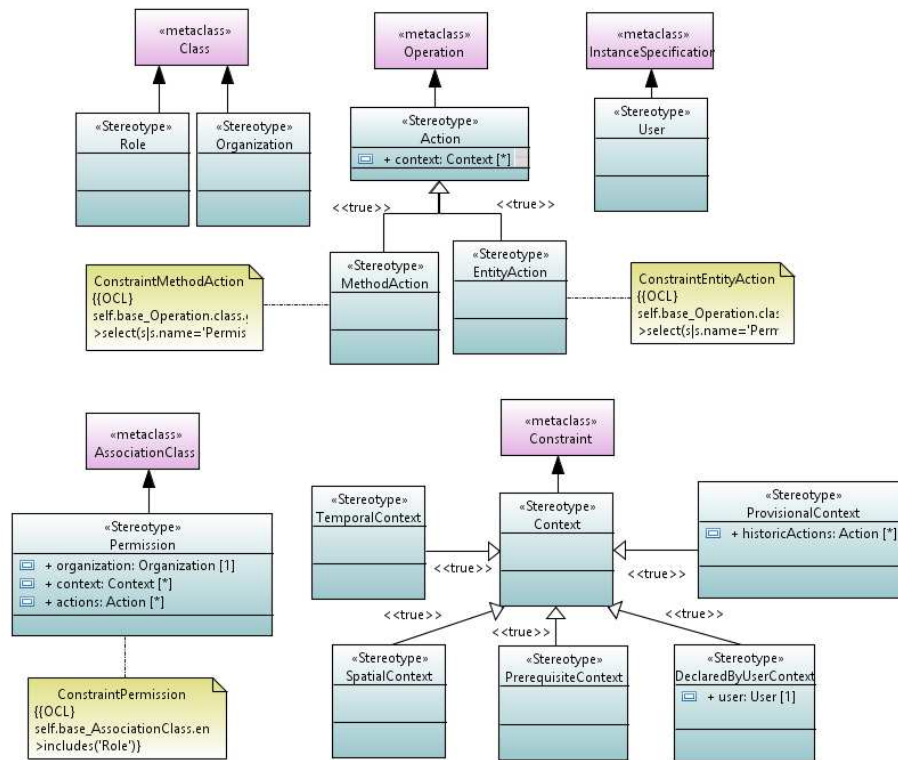 «metaclass»
Class
«metaclass»
Operation
«metaclass»
InstanceSpecification
«Stereotype»
Role
«Stereotype»
Organization
«Stereotype»
Action
+ context: Context [*]
«Stereotype»
User
<<true>>
<<true>>
ConstraintMethodAction
{{OCL}
self.base_Operation.class.
>select(s|s.name='Permis
«Stereotype»
MethodAction
«Stereotype»
EntityAction
ConstraintEntityAction
{{OCL}
self.base_Operation.clas
>select(s|s.name='Perm
«metaclass»
AssociationClass
«metaclass»
Constraint
«Stereotype»
Permission
+ organization: Organization [1]
+ context: Context [*]
+ actions: Action [*]
«Stereotype»
TemporalContext
«Stereotype»
Context
«Stereotype»
ProvisionalContext
+ historicActions: Action [*]
<<true>>
<<true>>
<<true>>
<<true>>
<<true>>
ConstraintPermission
{{OCL}
self.base_AssociationClass.en
>includes('Role')}
«Stereotype»
SpatialContext
«Stereotype»
PrerequisiteContext
«Stereotype»
DeclaredByUserContext
+ user: User [1]